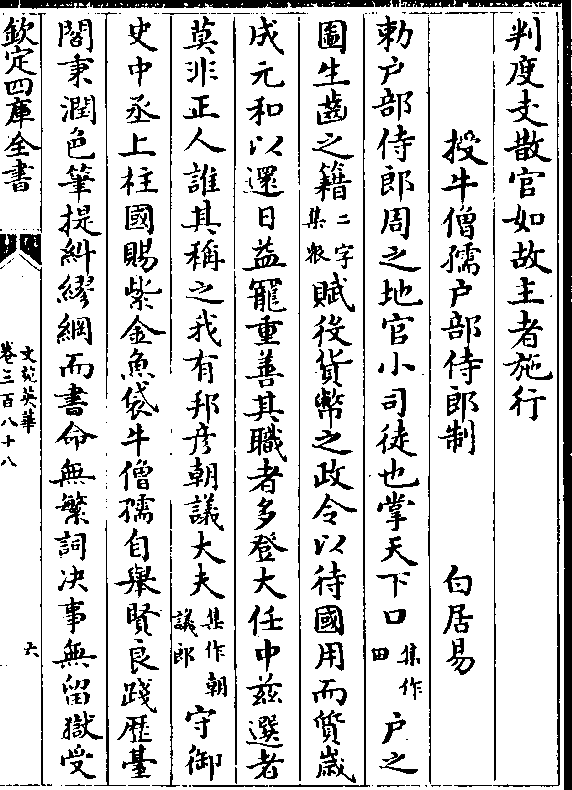 判度支散官如故主者施行
授牛僧孺户部侍郎制 白居易
勅户部侍郎周之地官小司徒也掌天下口集作田户之
圖生齒之籍二字集賦役貨幣之政令以待國用而質歲
成元和以還日益寵重善其職者多登大任中兹選者
莫非正人誰其稱之我有邦彦朝議大夫集作朝議郎守御
史中丞上柱國賜紫金魚袋牛僧孺自舉賢良踐歴臺
閣秉潤色筆提糾繆綱而書命無繁詞决事無留獄受
欽定四庫全書
文苑英華
卷三百八十八
六